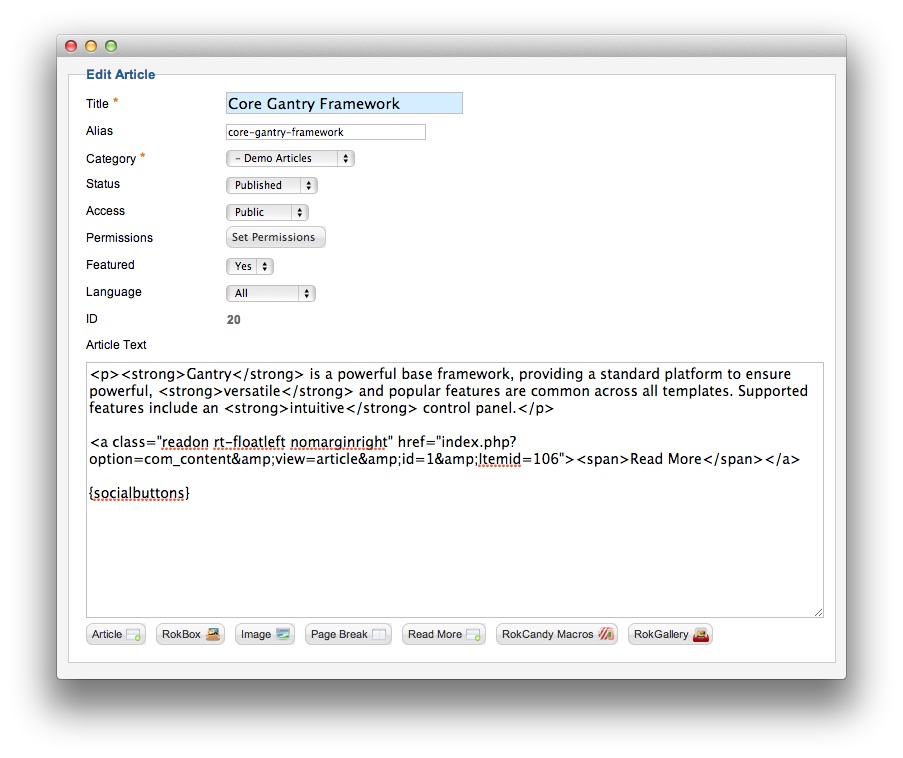 Edit Article
Title * Core Gantry Framework
Alias core-gantry-framework
Category * - Demo Articles
Status Published
Access Public
Permissions Set Permissions
Featured Yes
Language All
ID 20
Article Text
<p><strong>Gantry</strong> is a powerful base framework, providing a standard platform to ensure
powerful, <strong>versatile</strong> and popular features are common across all templates. Supported
features include an <strong>intuitive</strong> control panel.</p>
<a class="readon rt-floatleft nomarginright" href="index.php?
option=com_content&amp;view=article&amp;id=1&amp;Itemid=106"><span>Read More</span></a>
{socialbuttons}
Article RokBox Image Page Break Read More RokCandy Macros RokGallery